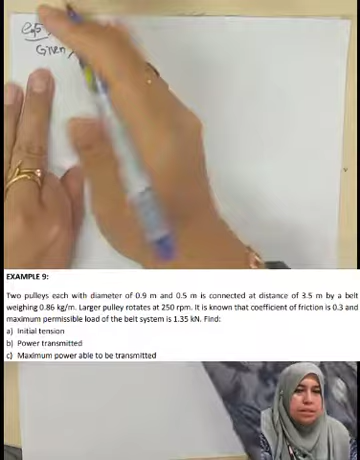 Given
EXAMPLE 9:
Two pulleys each with diameter of 0.9 m and 0.5 m is connected at distance of 3.5 m by a belt
weighing 0.86 kg/m. Larger pulley rotates at 250 rpm. It is known that coefficient of friction is 0.3 and
maximum permissible load of the belt system is 1.35 kN. Find:
a) Initial tension
b) Power transmitted
c) Maximum power able to be transmitted